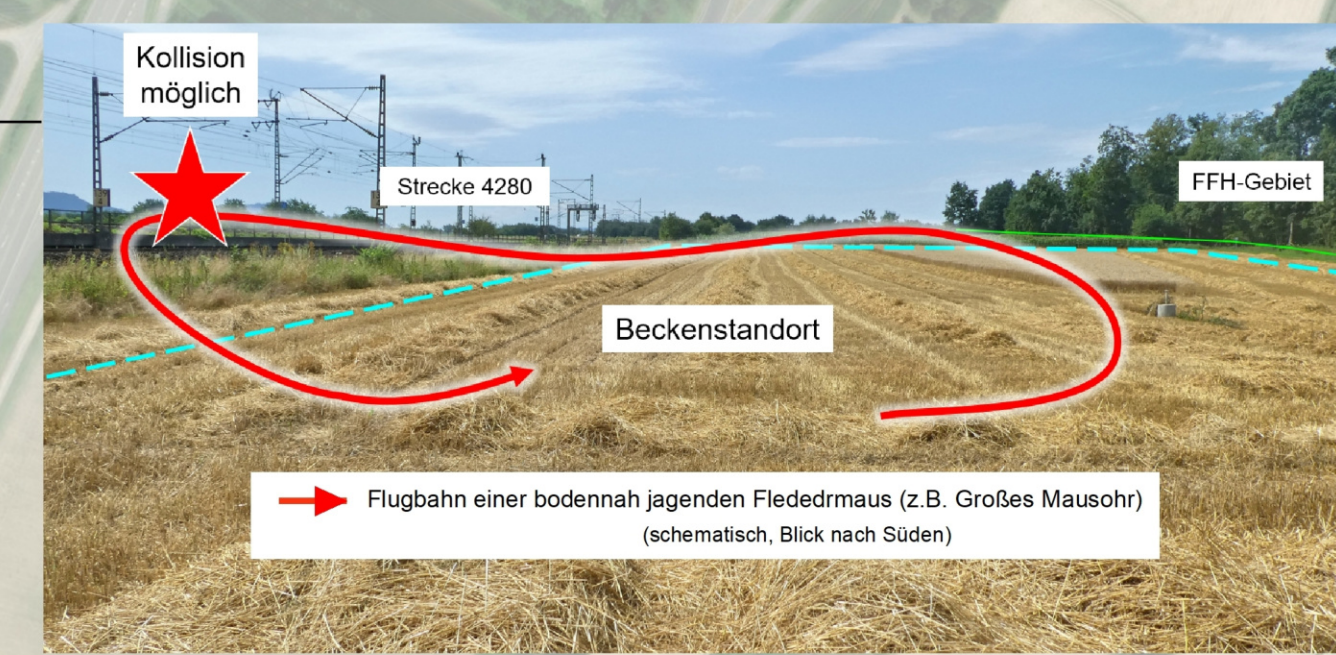 Kollision
möglich
Strecke 4280
FFH-Gebiet
Beckenstandort
Flugbahn einer bodennah jagenden Flededrmaus (z.B. Großes Mausohr)
(schematisch, Blick nach Süden)